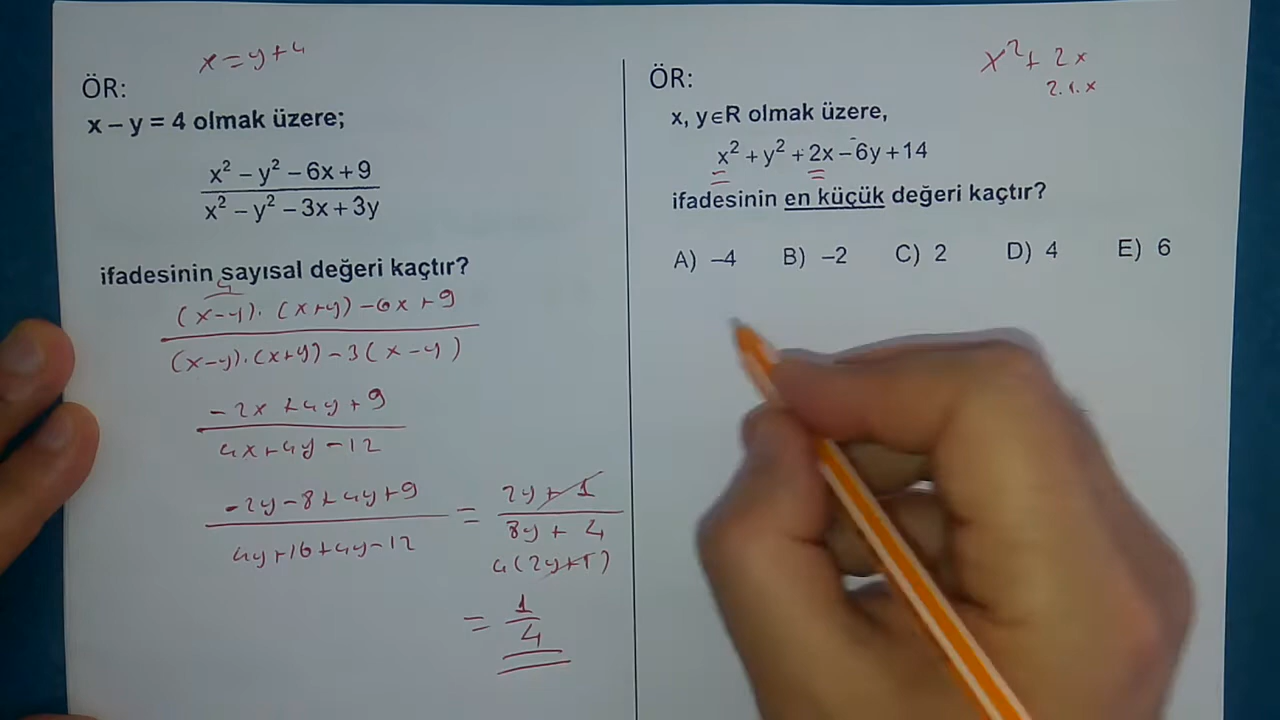 x = y + 4
ÖR:
x – y = 4 olmak üzere;
x² – y² – 6x + 9
x² – y² – 3x + 3y
ifadesinin sayısal değeri kaçtır?
4
(x-y). (x+y) -6x + 9
(x-y).(x+y) - 3(x-y)
-2x + 4y + 9
4x + 4y - 12
-2y - 8 + 4y + 9
4y + 16 + 4y - 12
= 2y + 1
8y + 4
4(2y+1)
= 1
4
x² + 2x
2.1.x
ÖR:
x, y∈R olmak üzere,
x² + y² + 2x – 6y + 14
ifadesinin en küçük değeri kaçtır?
A) –4 B) –2 C) 2 D) 4 E) 6